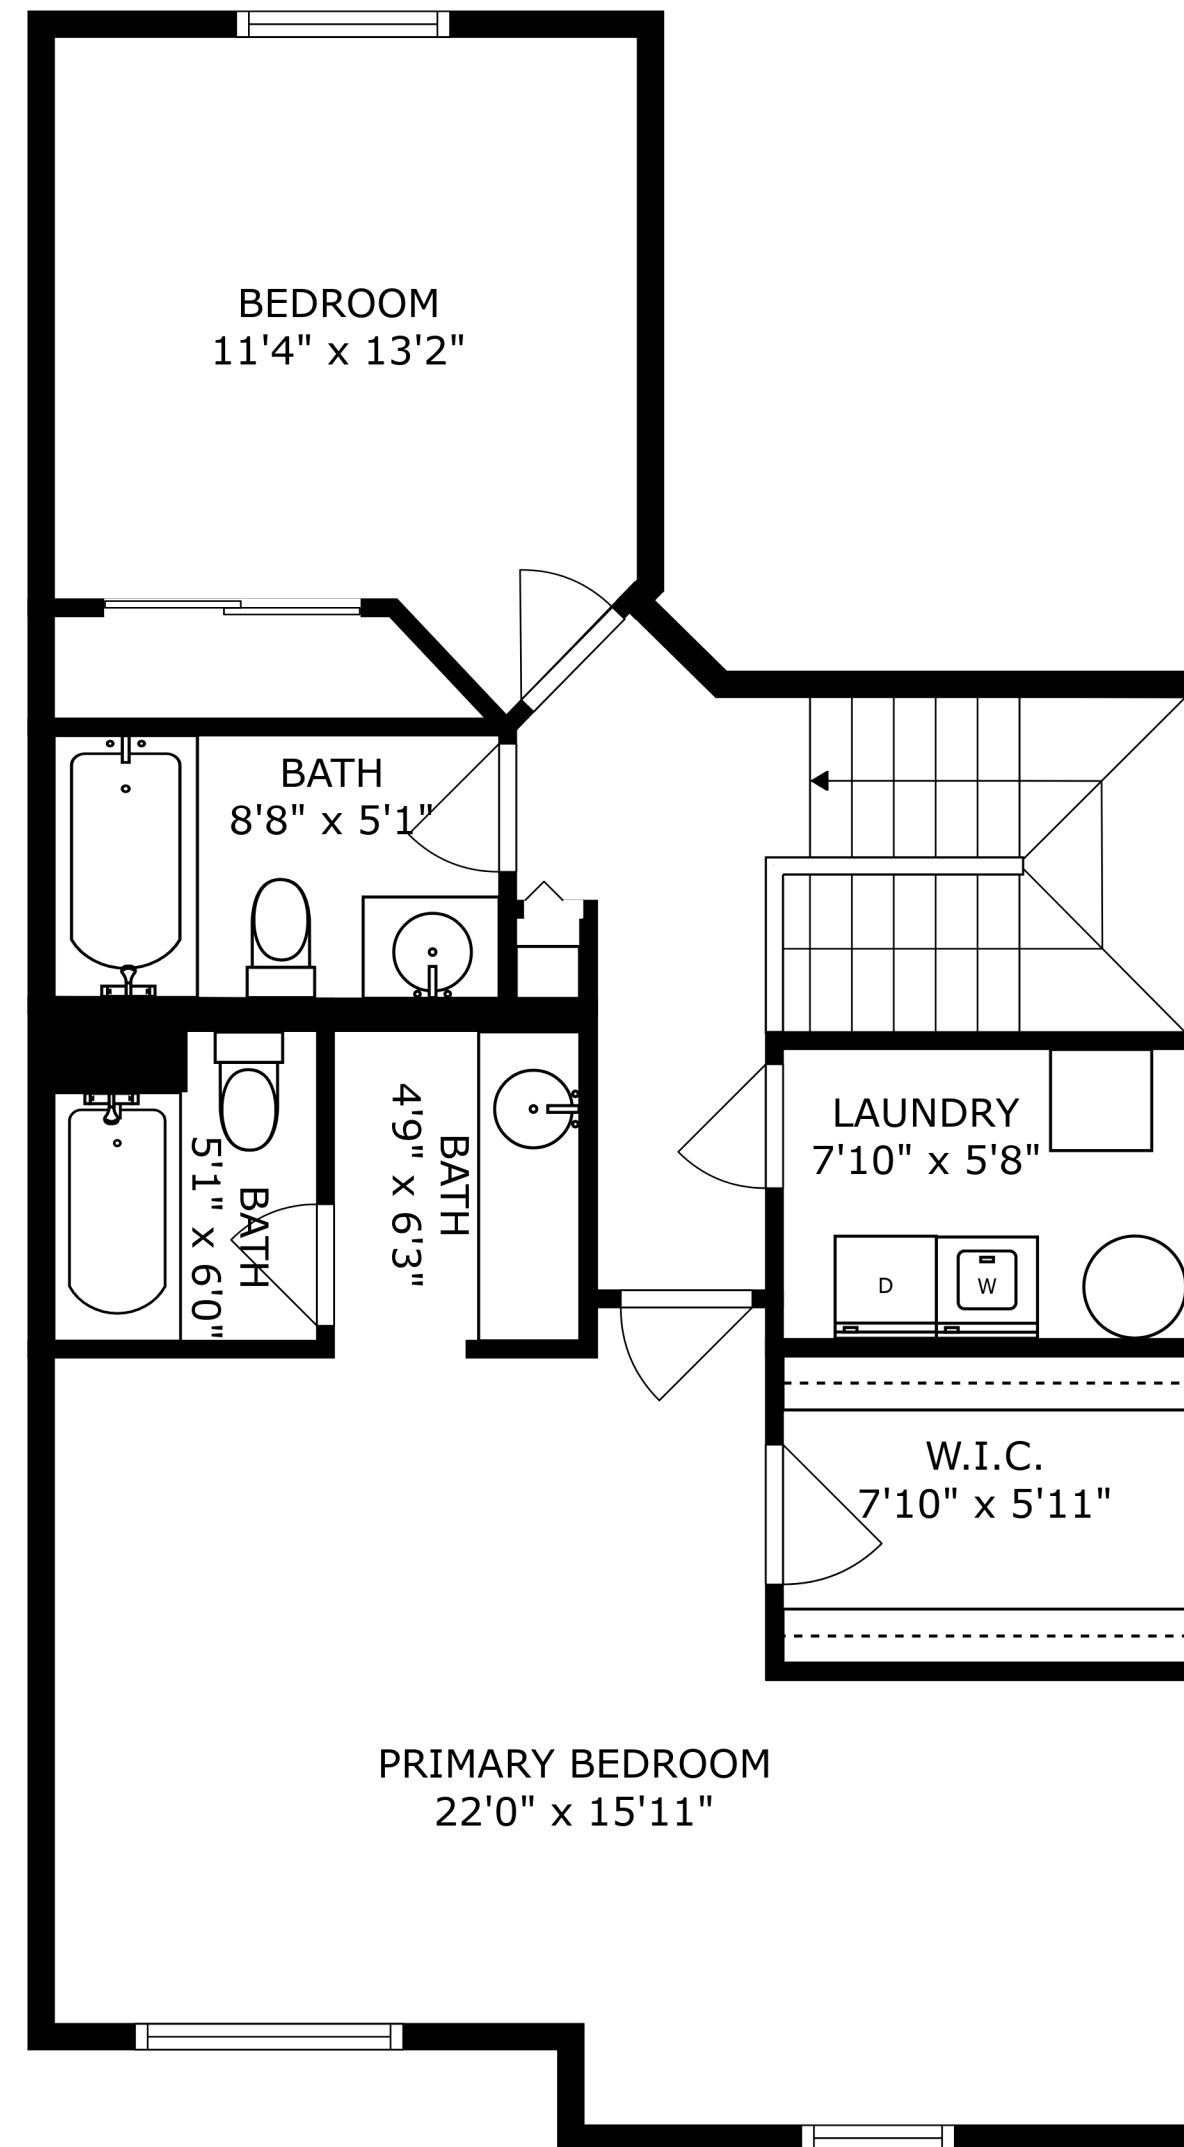 BEDROOM
11'4" x 13'2"
BATH
8'8" x 5'1"
BATH
4'9" x 6'3"
BATH
5'1" x 6'0"
LAUNDRY
7'10" x 5'8"
D
W
W.I.C.
7'10" x 5'11"
PRIMARY BEDROOM
22'0" x 15'11"